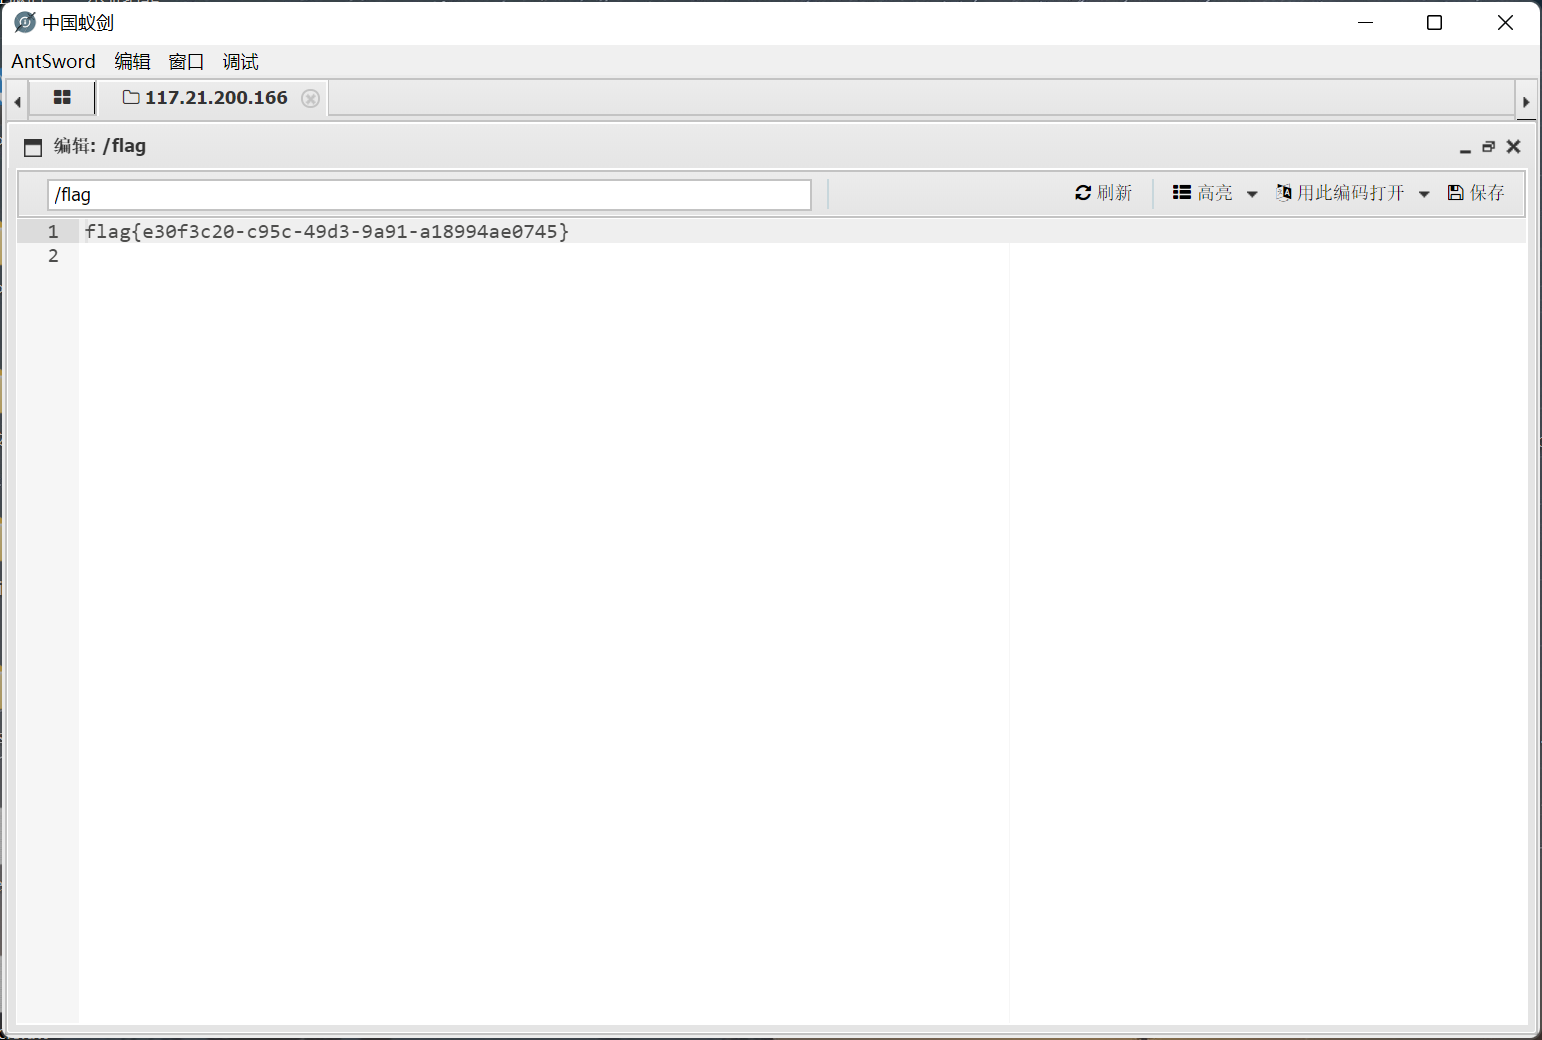 中国蚁剑
AntSword 编辑 窗口 调试
117.21.200.166
编辑: /flag
/flag 刷新 高亮 用此编码打开 保存
1 flag{e30f3c20-c95c-49d3-9a91-a18994ae0745}
2